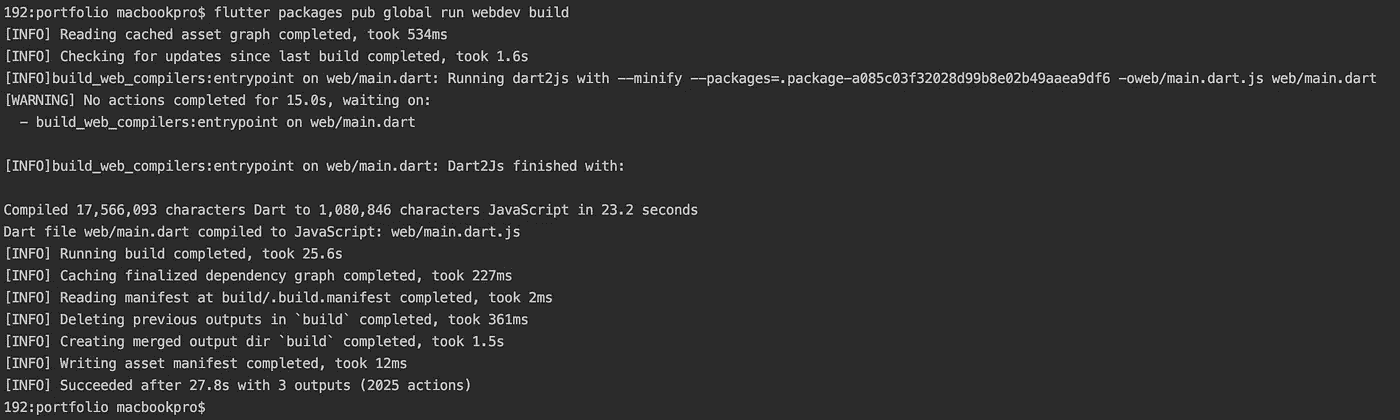 192:portfolio macbookpro$ flutter packages pub global run webdev build
[INFO] Reading cached asset graph completed, took 534ms
[INFO] Checking for updates since last build completed, took 1.6s
[INFO]build_web_compilers:entrypoint on web/main.dart: Running dart2js with --minify --packages=.package-a085c03f32028d99b8e02b49aaea9df6 -oweb/main.dart.js web/main.dart
[WARNING] No actions completed for 15.0s, waiting on:
  - build_web_compilers:entrypoint on web/main.dart
[INFO]build_web_compilers:entrypoint on web/main.dart: Dart2Js finished with:
Compiled 17,566,093 characters Dart to 1,080,846 characters JavaScript in 23.2 seconds
Dart file web/main.dart compiled to JavaScript: web/main.dart.js
[INFO] Running build completed, took 25.6s
[INFO] Caching finalized dependency graph completed, took 227ms
[INFO] Reading manifest at build/.build.manifest completed, took 2ms
[INFO] Deleting previous outputs in `build` completed, took 361ms
[INFO] Creating merged output dir `build` completed, took 1.5s
[INFO] Writing asset manifest completed, took 12ms
[INFO] Succeeded after 27.8s with 3 outputs (2025 actions)
192:portfolio macbookpro$